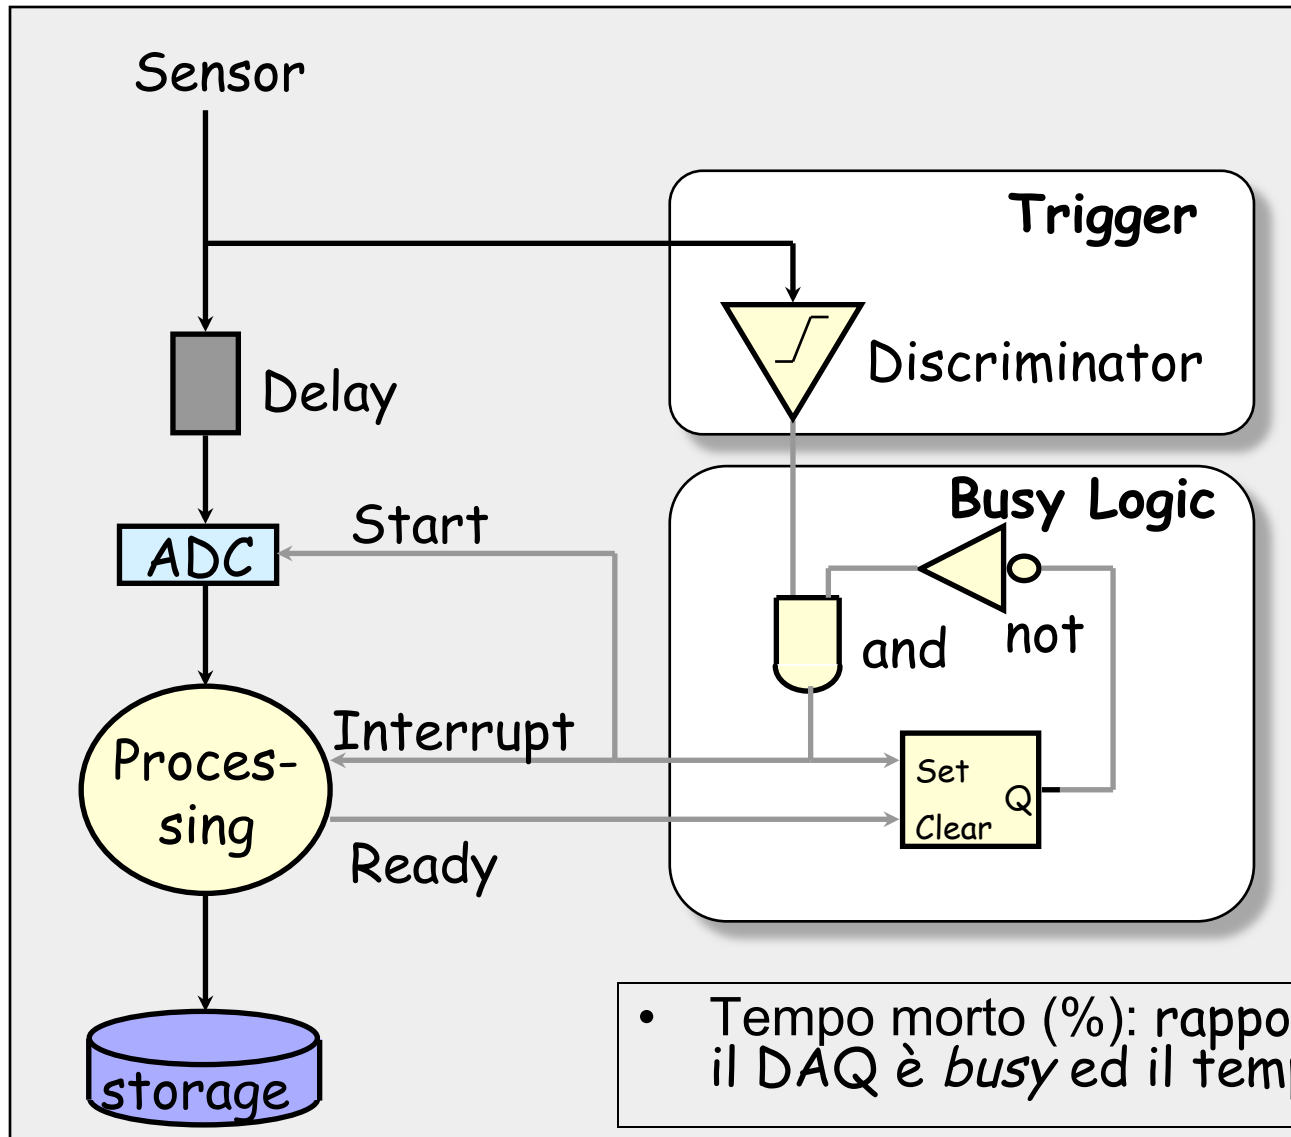 Sensor
Trigger
Discriminator
Delay
Busy Logic
Start
ADC
not
and
Interrupt
Proces-
sing
Set
Q
Clear
Ready
storage
• Tempo morto (%): rappo
il DAQ è busy ed il temp